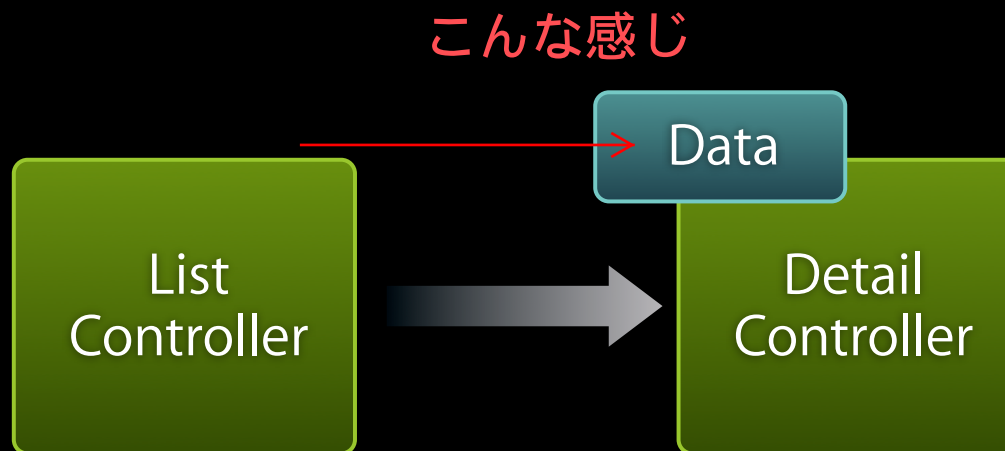 こんな感じ
Data
List
Controller
Detail
Controller